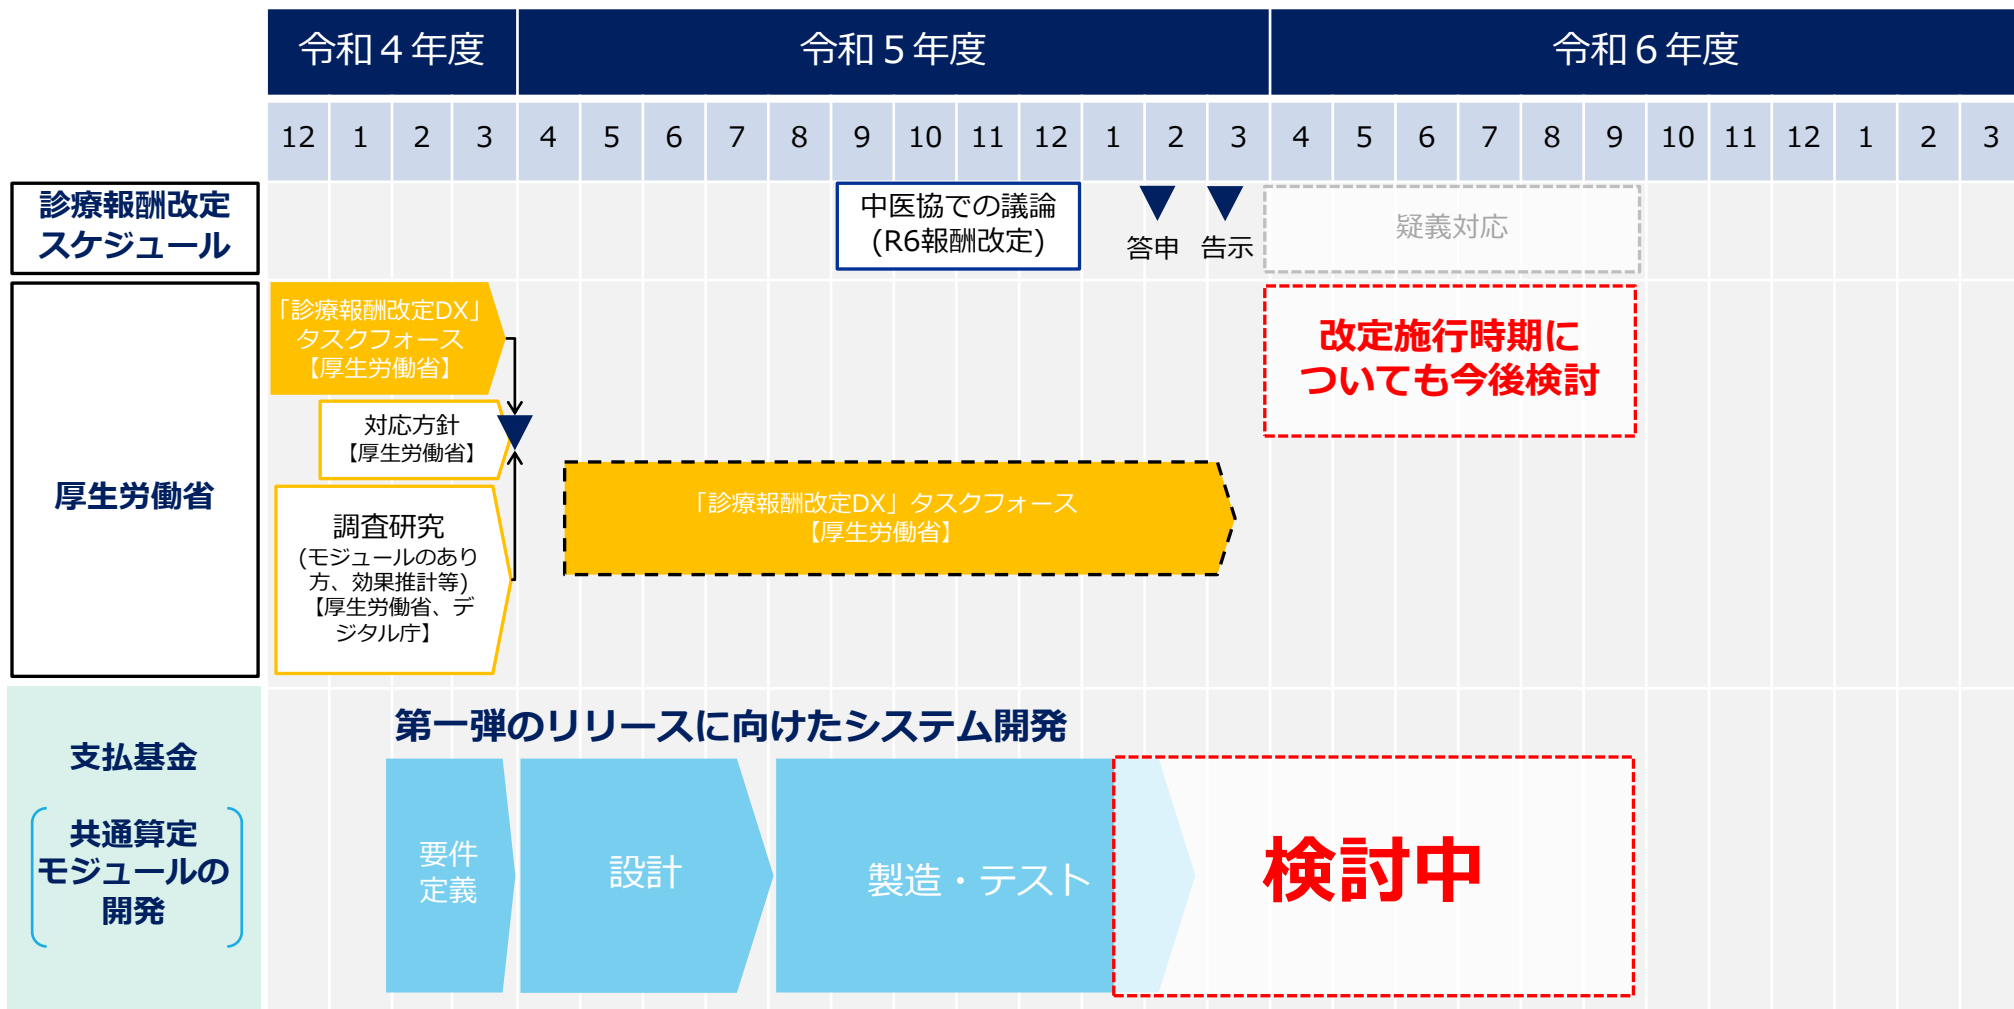 令和４年度
令和５年度
令和６年度
12 1 2 3 4 5 6 7 8 9 10 11 12 1 2 3 4 5 6 7 8 9 10 11 12 1 2 3
診療報酬改定
スケジュール
中医協での議論
(R6報酬改定)
答申
告示
疑義対応
厚生労働省
「診療報酬改定DX」
タスクフォース
【厚生労働省】
対応方針
【厚生労働省】
調査研究
(モジュールのあり
方、効果推計等)
【厚生労働省、デ
ジタル庁】
「診療報酬改定DX」タスクフォース
【厚生労働省】
改定施行時期に
ついても今後検討
支払基金
共通算定
モジュールの
開発
第一弾のリリースに向けたシステム開発
要件
定義
設計
製造・テスト
検討中